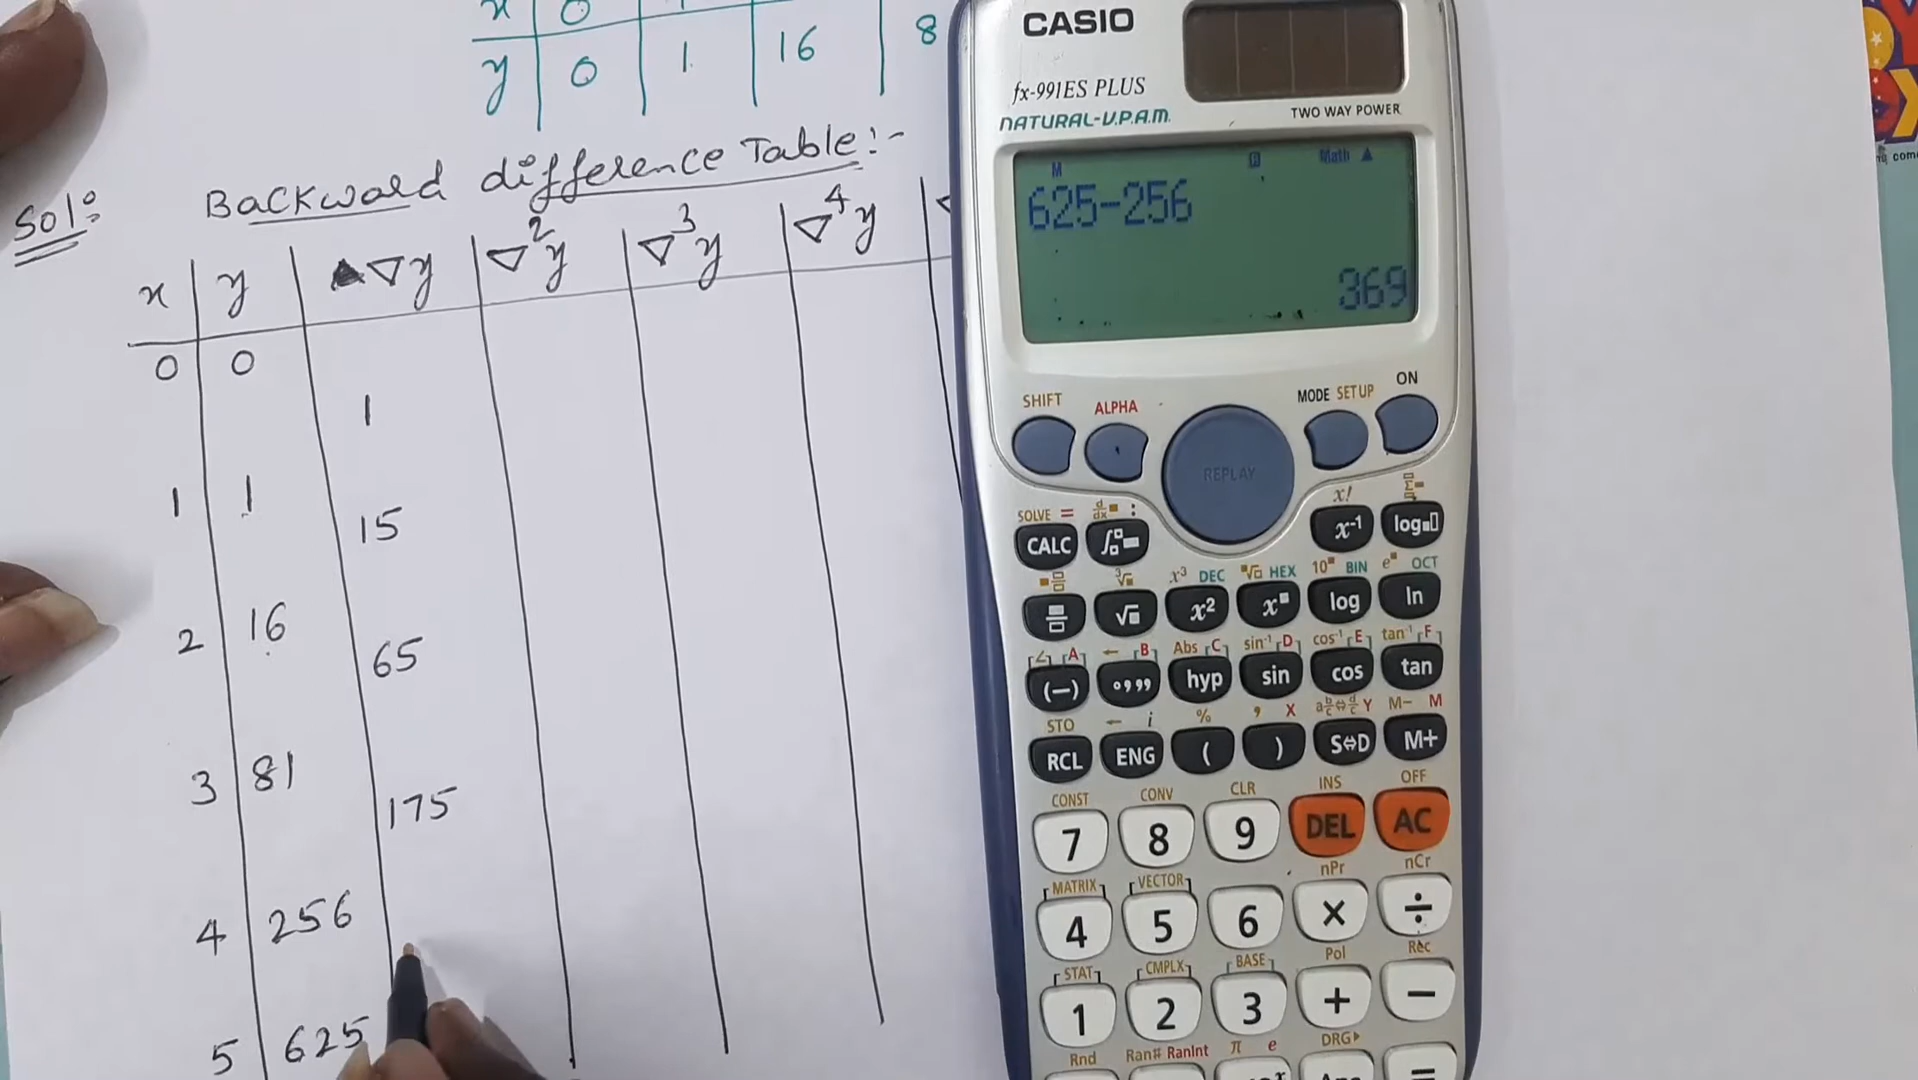 x 0
y 0 1 16 8
Sol:
Backward difference Table:-
x y ∇y ∇²y ∇³y ∇⁴y
0 0
1
1 1
15
2 16
65
3 81
175
4 256
5 625
CASIO
fx-991ES PLUS
NATURAL-V.P.A.M.
TWO WAY POWER
M Math ▲
625-256
369
SHIFT ALPHA MODE SETUP ON
REPLAY
SOLVE = d/dx : x! Σ
CALC ∫ x⁻¹ log
³√ x³ DEC √ HEX 10 BIN e OCT
√ x² x log ln
∠ A ← B Abs C sin⁻¹ D cos⁻¹ E tan⁻¹ F
(−) °,,, hyp sin cos tan
STO ← i % , X a b/c⇔d/c Y M− M
RCL ENG ( ) S⇔D M+
CONST CONV CLR INS OFF
7 8 9 DEL AC
MATRIX VECTOR nPr nCr
4 5 6 × ÷
STAT CMPLX BASE Pol Rec
1 2 3 + −
Rnd Ran# RanInt π e DRG▶
=
com